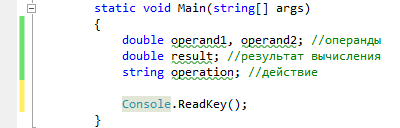 static void Main(string[] args)
{
double operand1, operand2; //операнды
double result; //результат вычисления
string operation; //действие
Console.ReadKey();
}